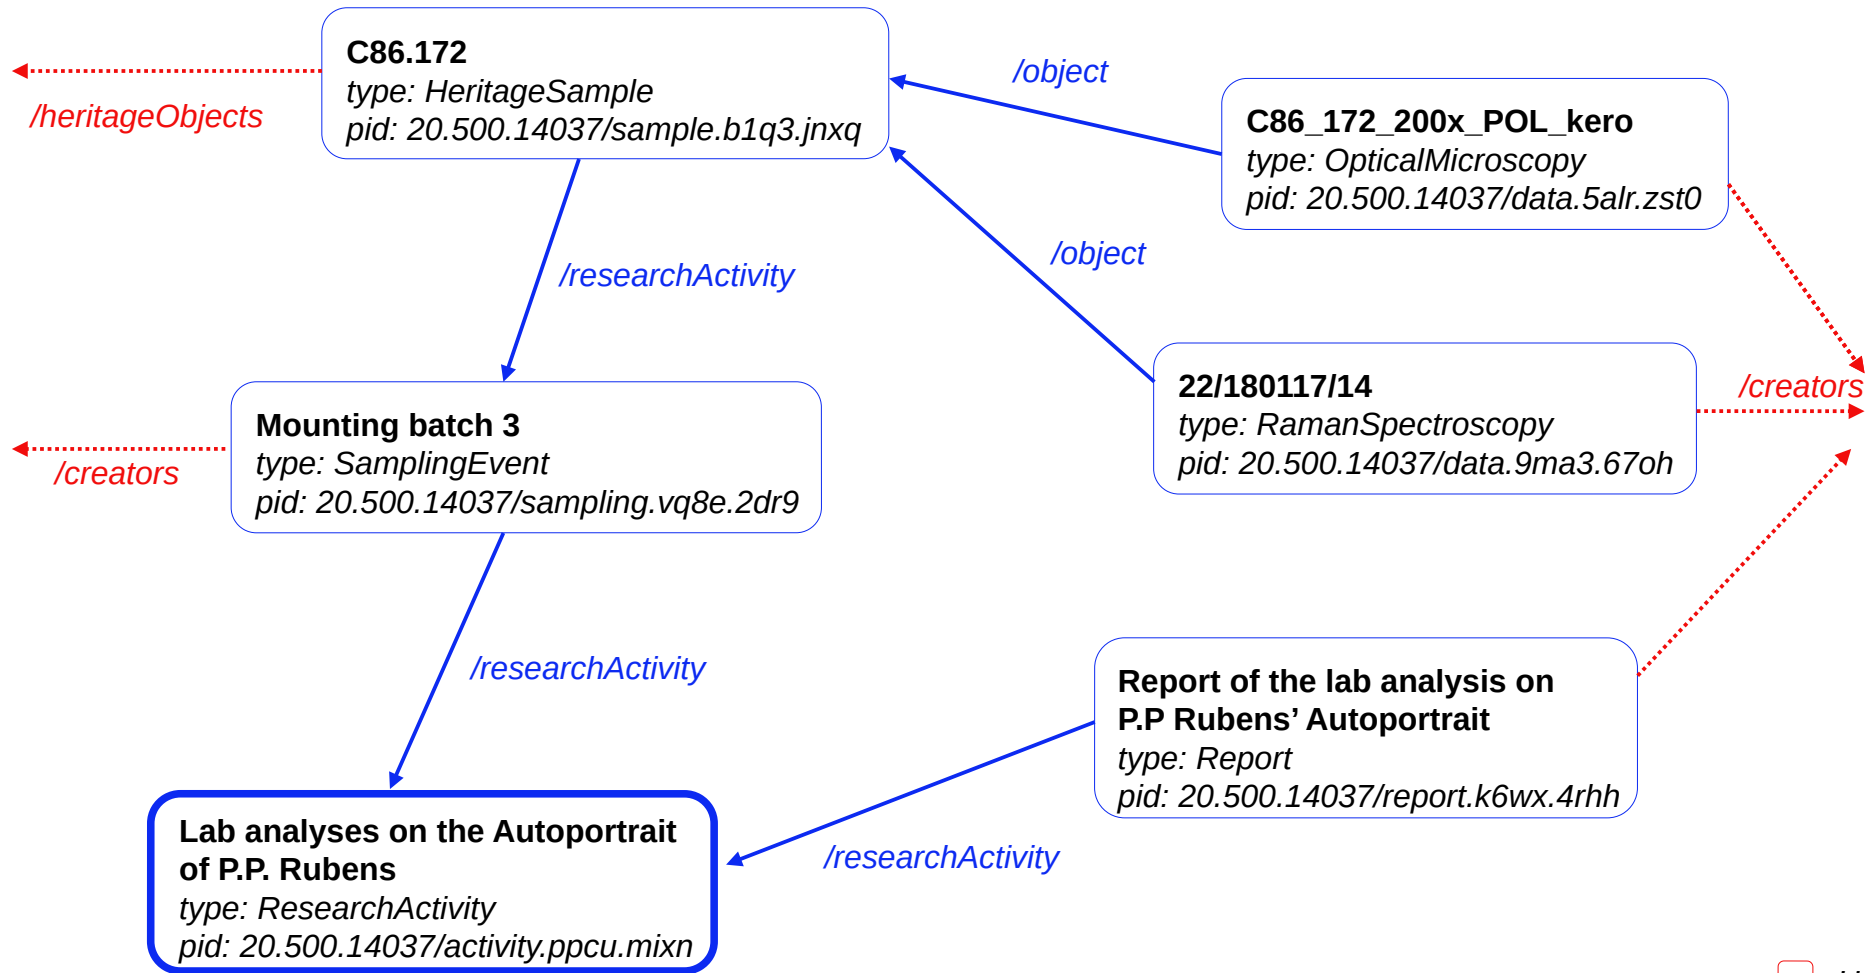 C86.172
type: HeritageSample
pid: 20.500.14037/sample.b1q3.jnxq
/heritageObjects
/object
C86_172_200x_POL_kero
type: OpticalMicroscopy
pid: 20.500.14037/data.5alr.zst0
/object
/researchActivity
22/180117/14
type: RamanSpectroscopy
pid: 20.500.14037/data.9ma3.67oh
/creators
Mounting batch 3
type: SamplingEvent
pid: 20.500.14037/sampling.vq8e.2dr9
/creators
/researchActivity
Report of the lab analysis on
P.P Rubens’ Autoportrait
type: Report
pid: 20.500.14037/report.k6wx.4rhh
/researchActivity
Lab analyses on the Autoportrait
of P.P. Rubens
type: ResearchActivity
pid: 20.500.14037/activity.ppcu.mixn